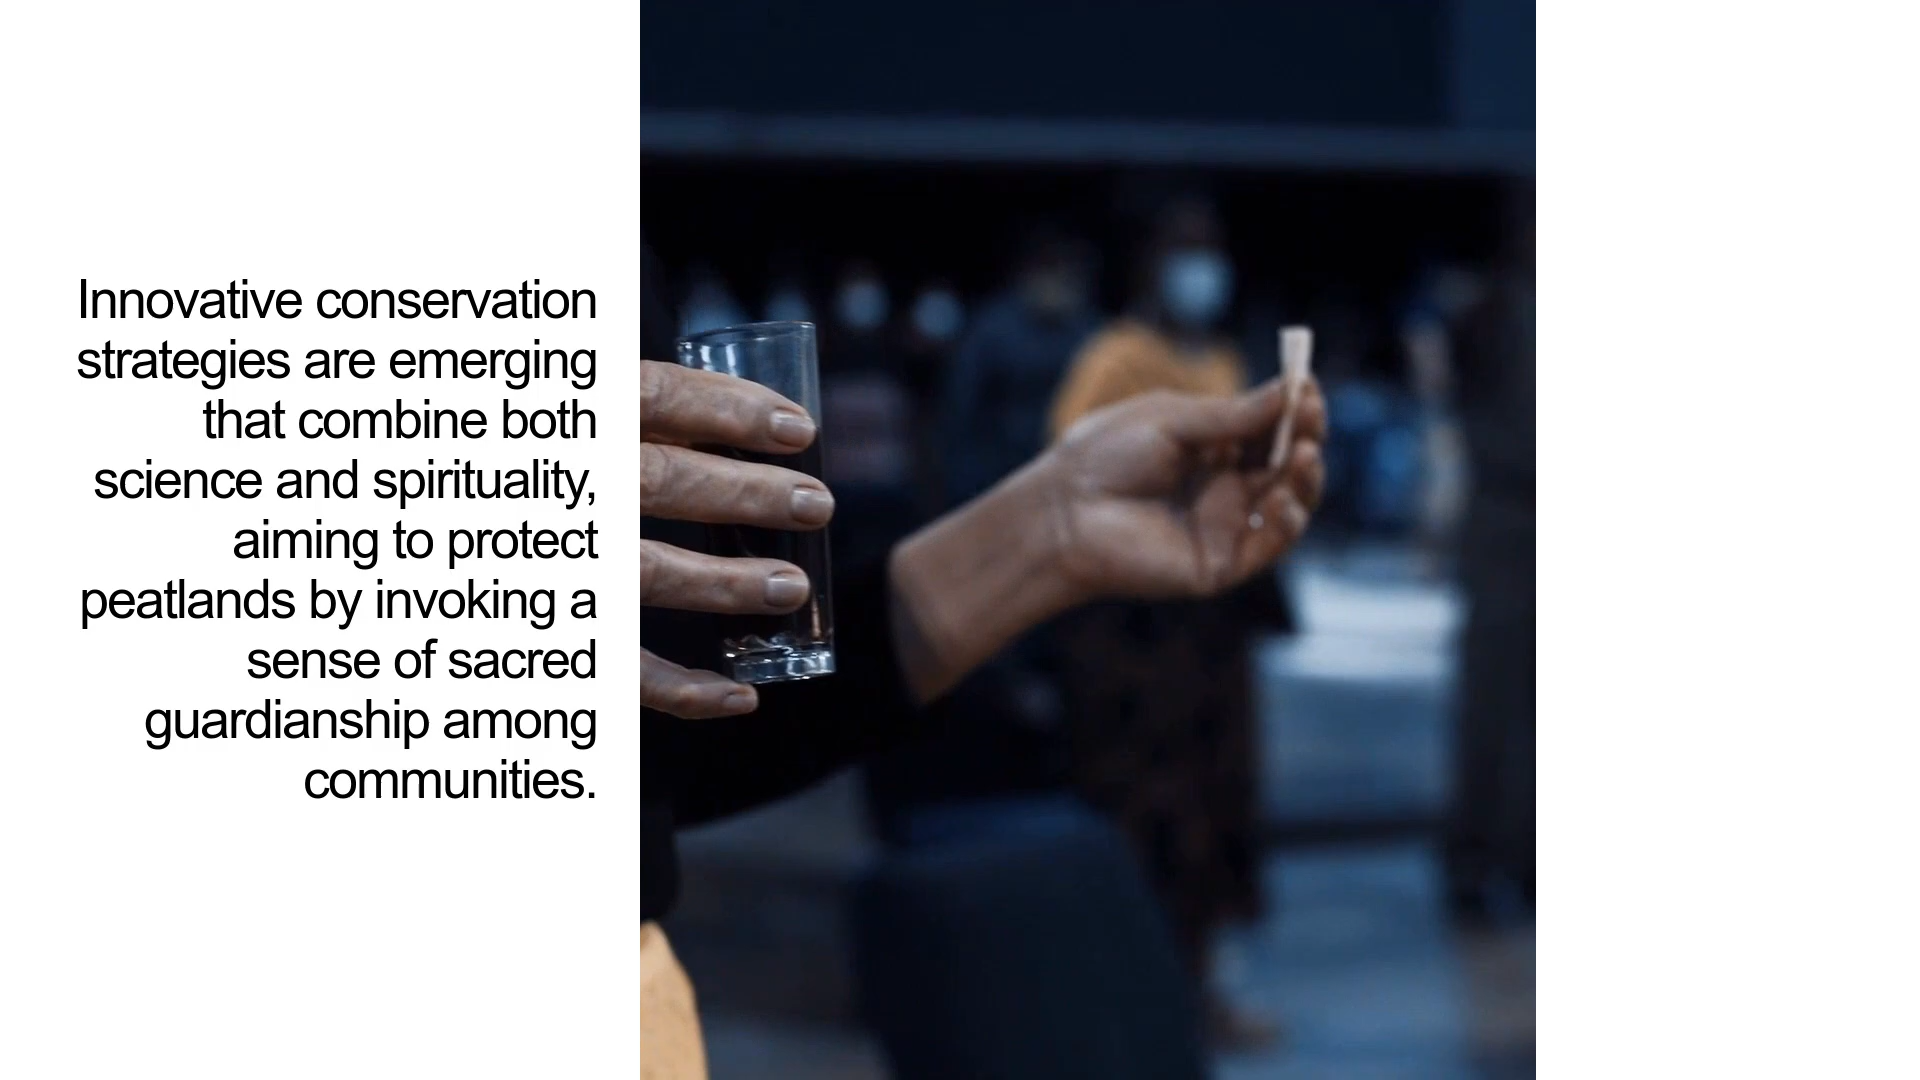 Innovative conservation
strategies are emerging
that combine both
science and spirituality,
aiming to protect
peatlands by invoking a
sense of sacred
guardianship among
communities.